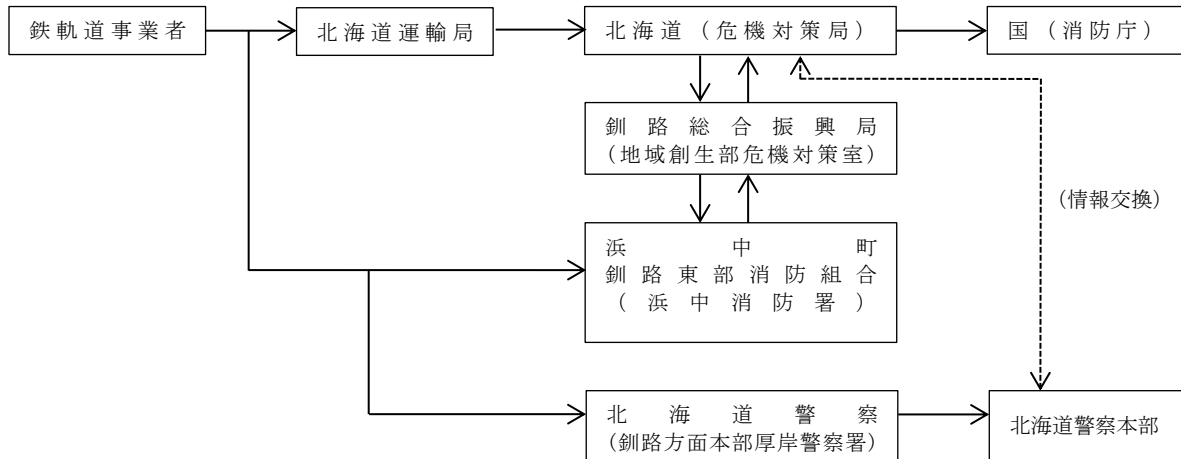 鉄軌道事業者
北海道運輸局
北海道（危機対策局）
国（消防庁）
釧路総合振興局
(地域創生部危機対策室)
（情報交換）
浜中町
釧路東部消防組合
（浜中消防署）
北海道警察
(釧路方面本部厚岸警察署)
北海道警察本部